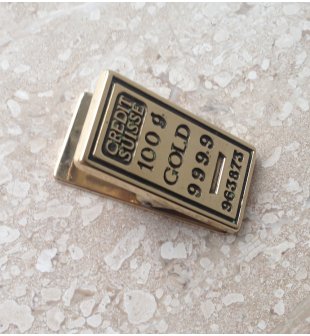 CREDIT
SUISSE
100 g.
GOLD
999.9
963873